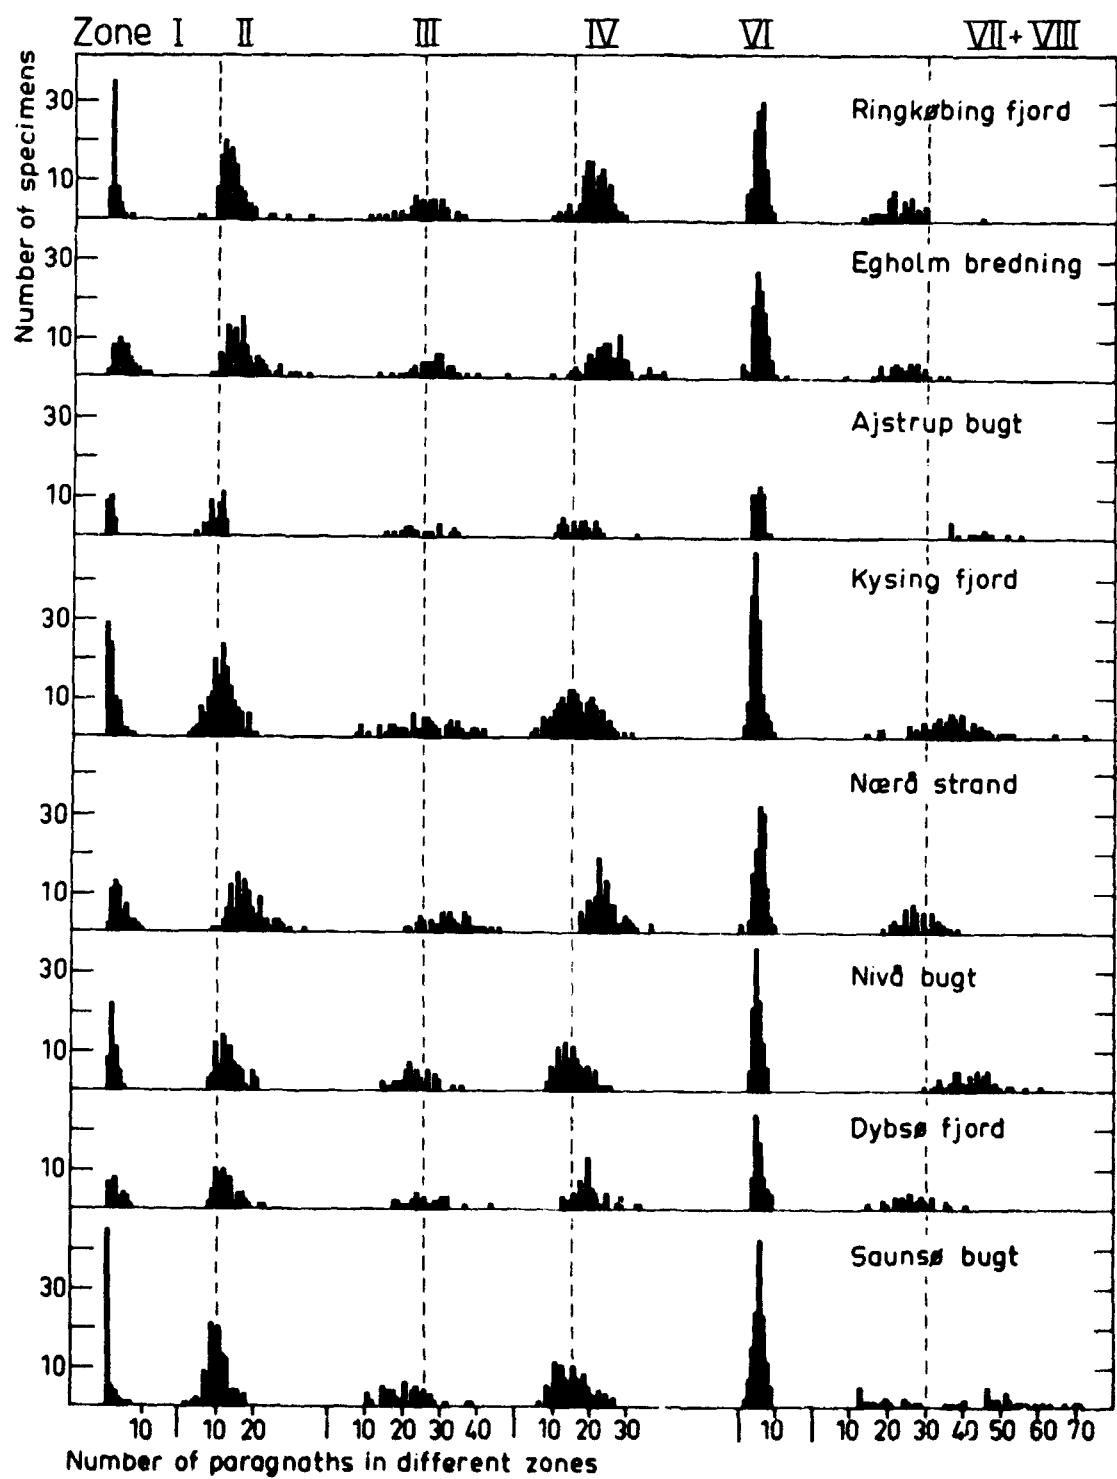 Zone I II III IV VI VII + VIII
Number of specimens
30
10
Ringkøbing fjord
30
10
Egholm bredning
30
10
Ajstrup bugt
30
10
Kysing fjord
30
10
Nærå strand
30
10
Nivå bugt
10
Dybsø fjord
30
10
Saunsø bugt
10 10 20 10 20 30 40 10 20 30 10 10 20 30 40 50 60 70
Number of paragnaths in different zones